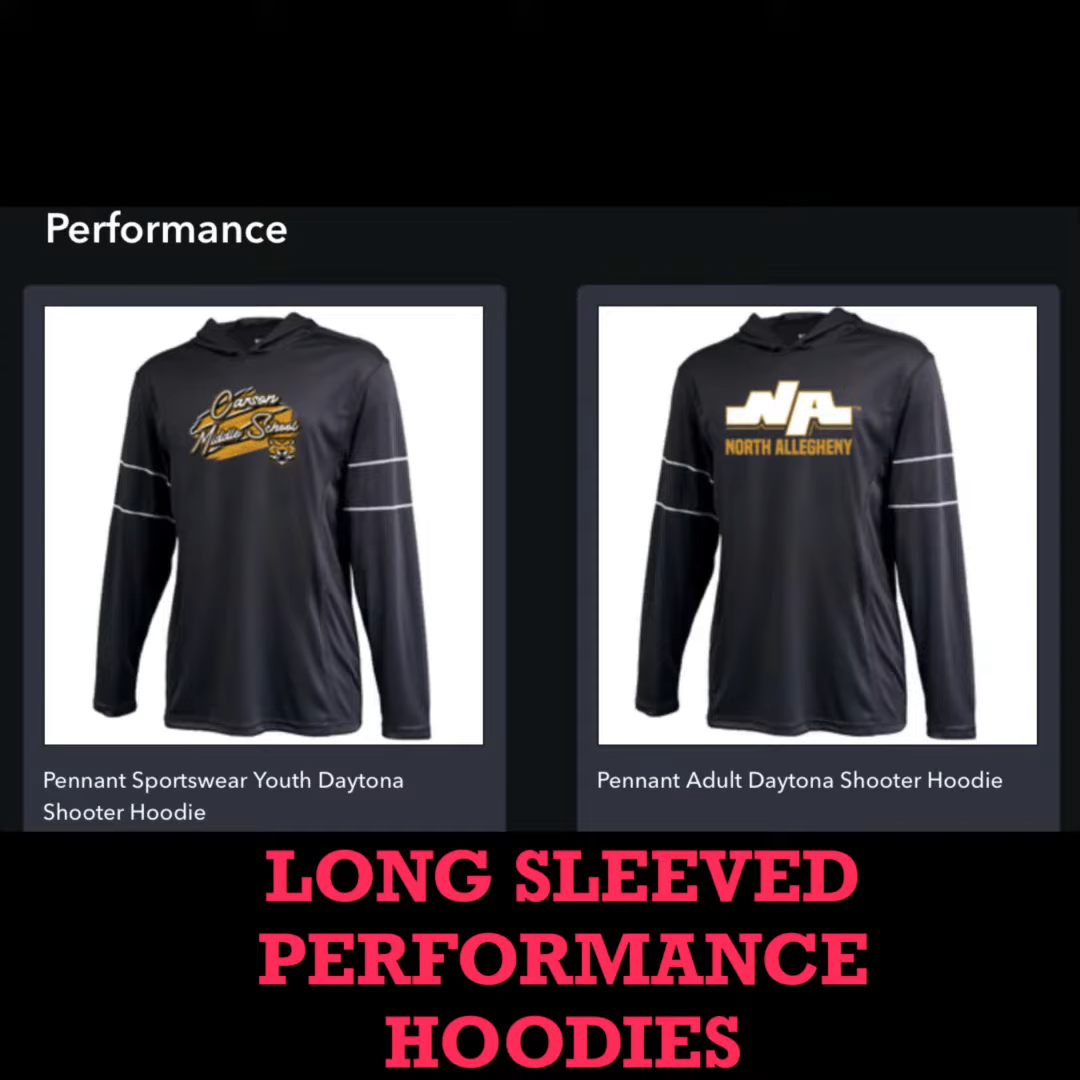 Performance
Carson
Middle School
NA
NORTH ALLEGHENY
Pennant Sportswear Youth Daytona
Shooter Hoodie
Pennant Adult Daytona Shooter Hoodie
LONG SLEEVED
PERFORMANCE
HOODIES